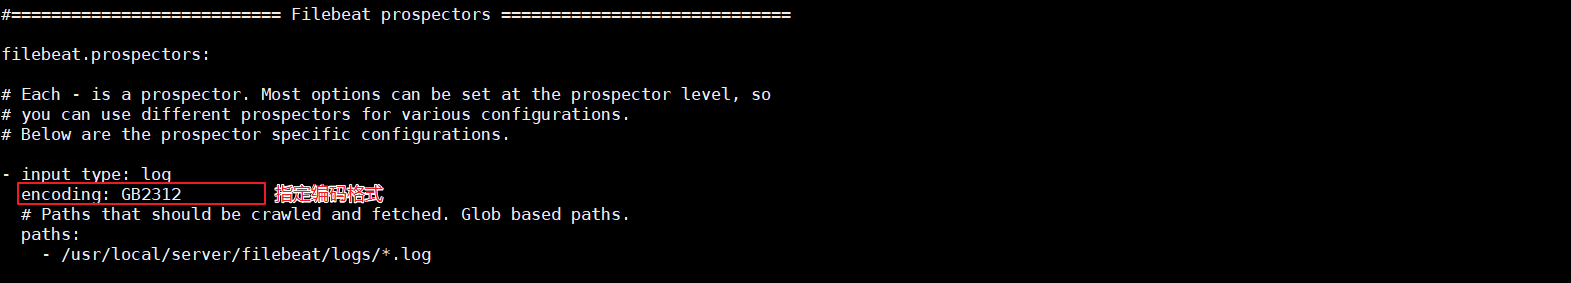 #=========================== Filebeat prospectors =============================
filebeat.prospectors:
# Each - is a prospector. Most options can be set at the prospector level, so
# you can use different prospectors for various configurations.
# Below are the prospector specific configurations.
- input_type: log
encoding: GB2312 指定编码格式
# Paths that should be crawled and fetched. Glob based paths.
paths:
- /usr/local/server/filebeat/logs/*.log